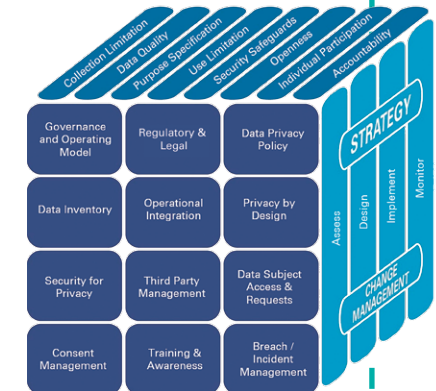 Collection Limitation
Data Quality
Purpose Specification
Use Limitation
Security Safeguards
Openness
Individual Participation
Accountability
Governance
and Operating
Model
Regulatory &
Legal
Data Privacy
Policy
Data Inventory
Operational
Integration
Privacy by
Design
Security for
Privacy
Third Party
Management
Data Subject
Access &
Requests
Consent
Management
Training &
Awareness
Breach /
Incident
Management
STRATEGY
Assess
Design
Implement
Monitor
CHANGE
MANAGEMENT